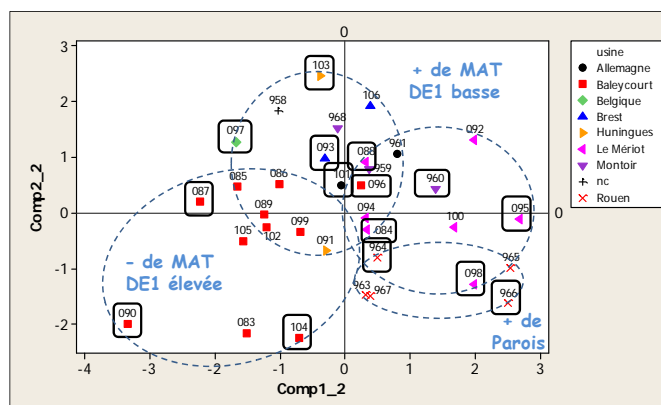 0
3
2
1
0
-1
-2
Comp2_2
-4
-3
-2
-1
0
1
2
3
Comp1_2
0
+ de MAT
DE1 basse
- de MAT
DE1 élevée
+ de
Parois
103
958
968
106
097
093
088
961
092
959
101
096
960
087
085
086
089
102
105
099
091
094
084
100
095
964
965
098
963
967
966
090
083
104
usine
Allemagne
Baleycourt
Belgique
Brest
Huningues
Le Mériot
Montoir
nc
Rouen